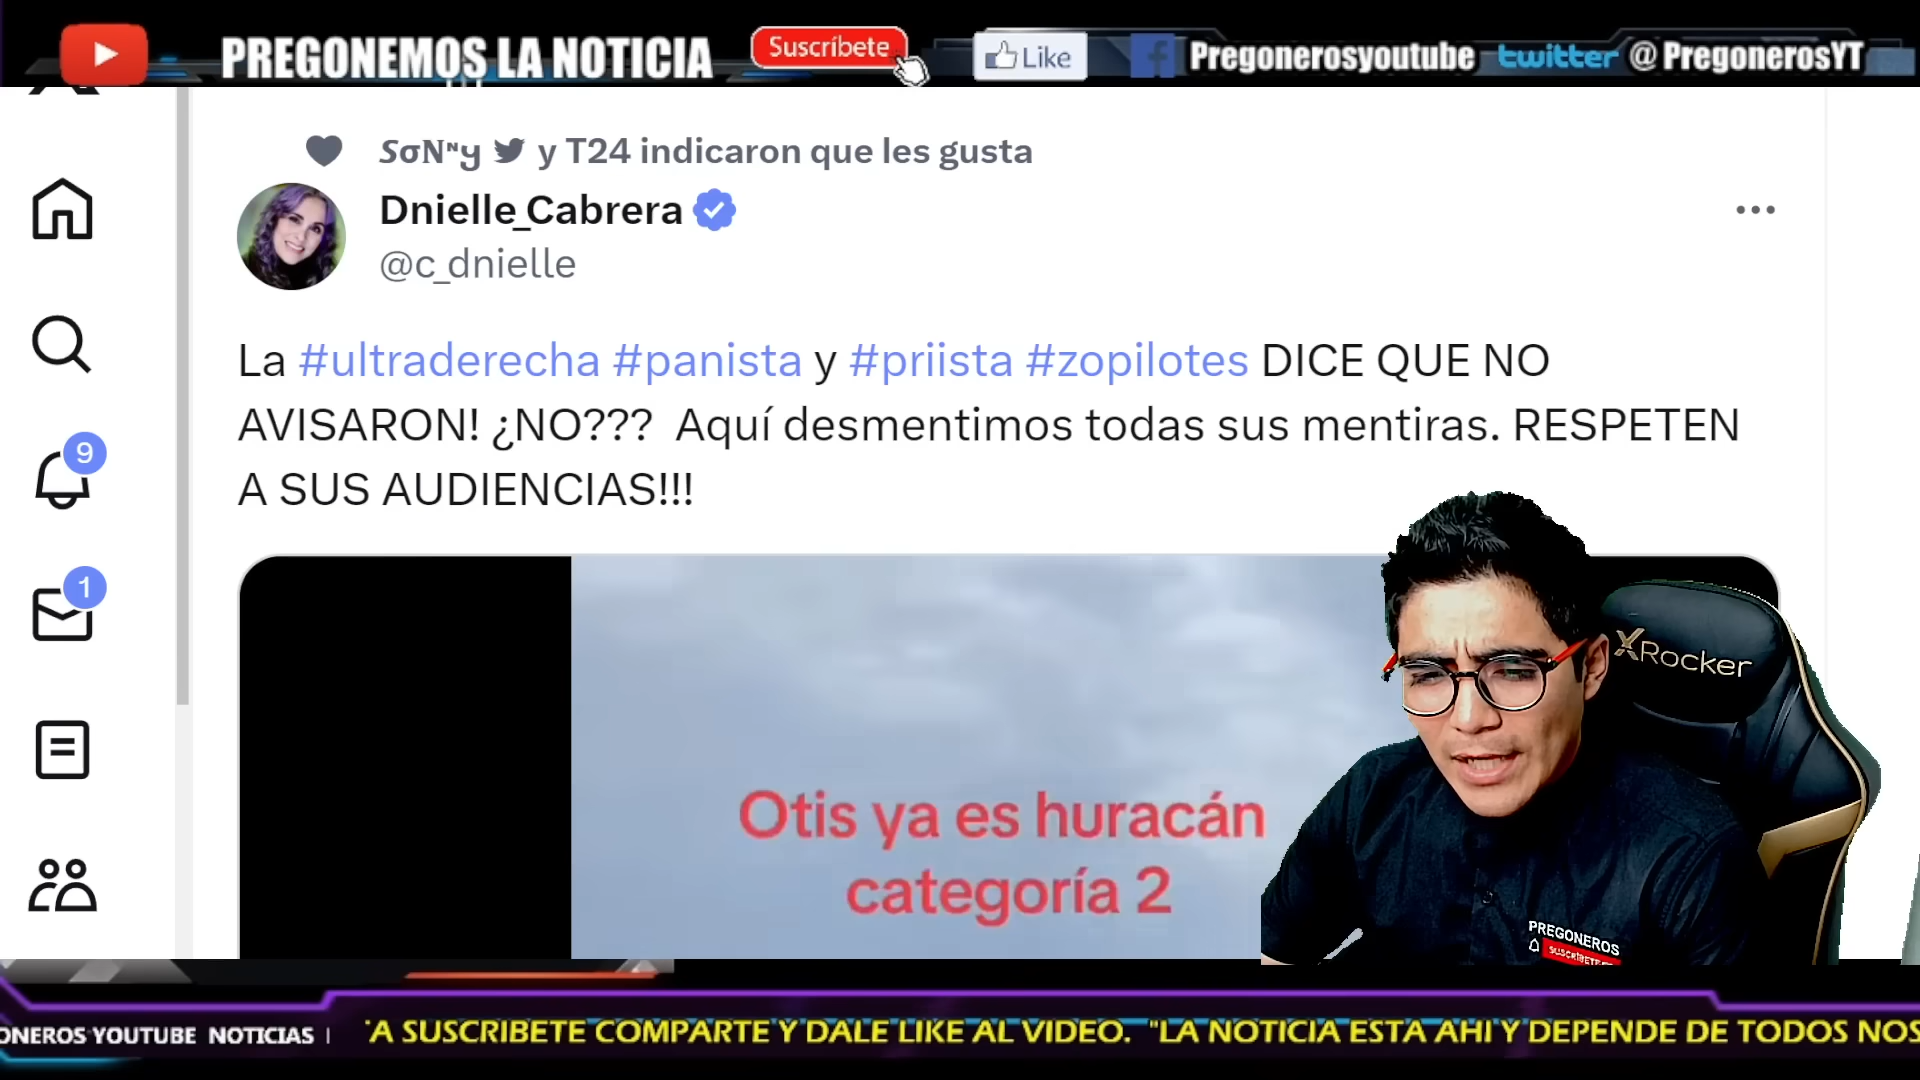 PREGONEMOS LA NOTICIA
Suscríbete
Like
Pregonerosyoutube
twitter @PregonerosYT
SσNᴺy y T24 indicaron que les gusta
Dnielle_Cabrera
@c_dnielle
9
1
La #ultraderecha #panista y #priista #zopilotes DICE QUE NO
AVISARON! ¿NO??? Aquí desmentimos todas sus mentiras. RESPETEN
A SUS AUDIENCIAS!!!
Otis ya es huracán
categoría 2
XRocker
PREGONEROS
SUSCRIBETE
ONEROS YOUTUBE NOTICIAS |
"A SUSCRIBETE COMPARTE Y DALE LIKE AL VIDEO. "LA NOTICIA ESTA AHI Y DEPENDE DE TODOS NOS